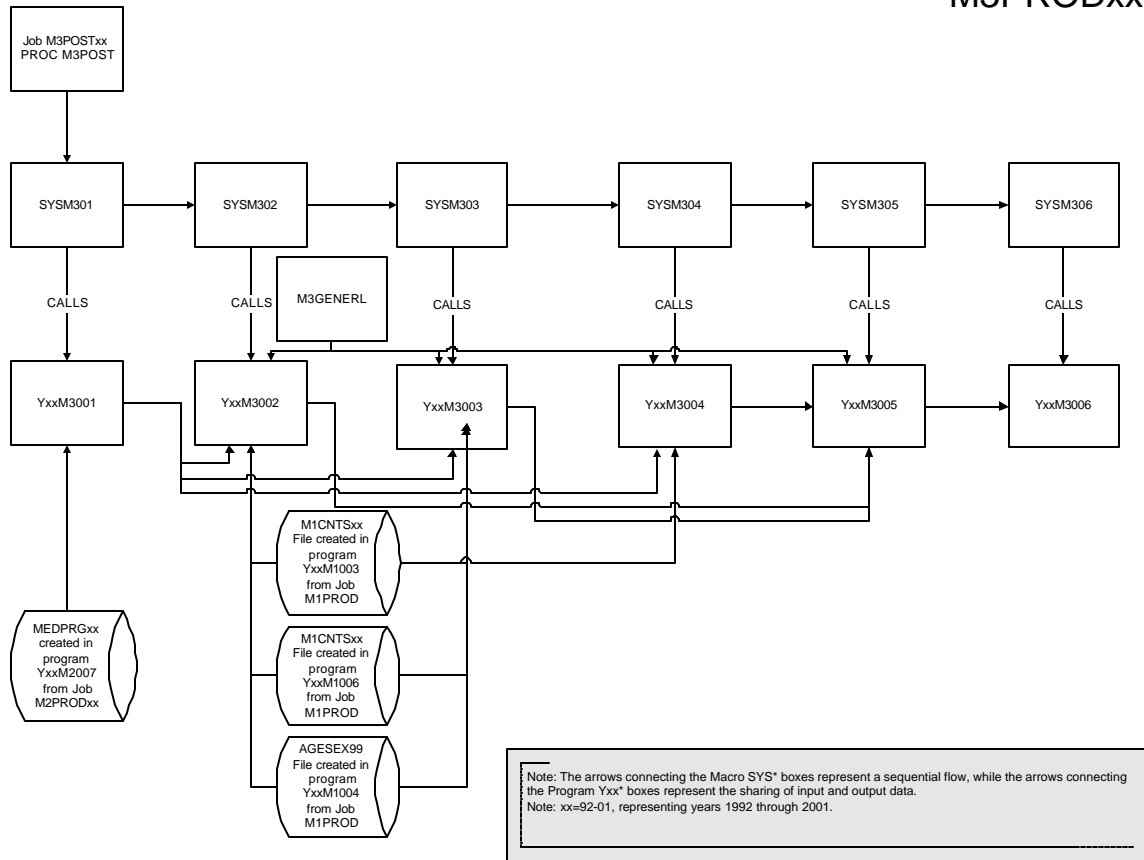 M3PRODxx
Job M3POSTxx
PROC M3POST
SYSM301
SYSM302
SYSM303
SYSM304
SYSM305
SYSM306
M3GENERL
CALLS
CALLS
CALLS
CALLS
CALLS
CALLS
YxxM3001
YxxM3002
YxxM3003
YxxM3004
YxxM3005
YxxM3006
M1CNTSxx
File created in
program
YxxM1003
from Job
M1PROD
MEDPRGxx
created in
program
YxxM2007
from Job
M2PRODxx
M1CNTSxx
File created in
program
YxxM1006
from Job
M1PROD
AGESEX99
File created in
program
YxxM1004
from Job
M1PROD
Note: The arrows connecting the Macro SYS* boxes represent a sequential flow, while the arrows connecting
the Program Yxx* boxes represent the sharing of input and output data.
Note: xx=92-01, representing years 1992 through 2001.